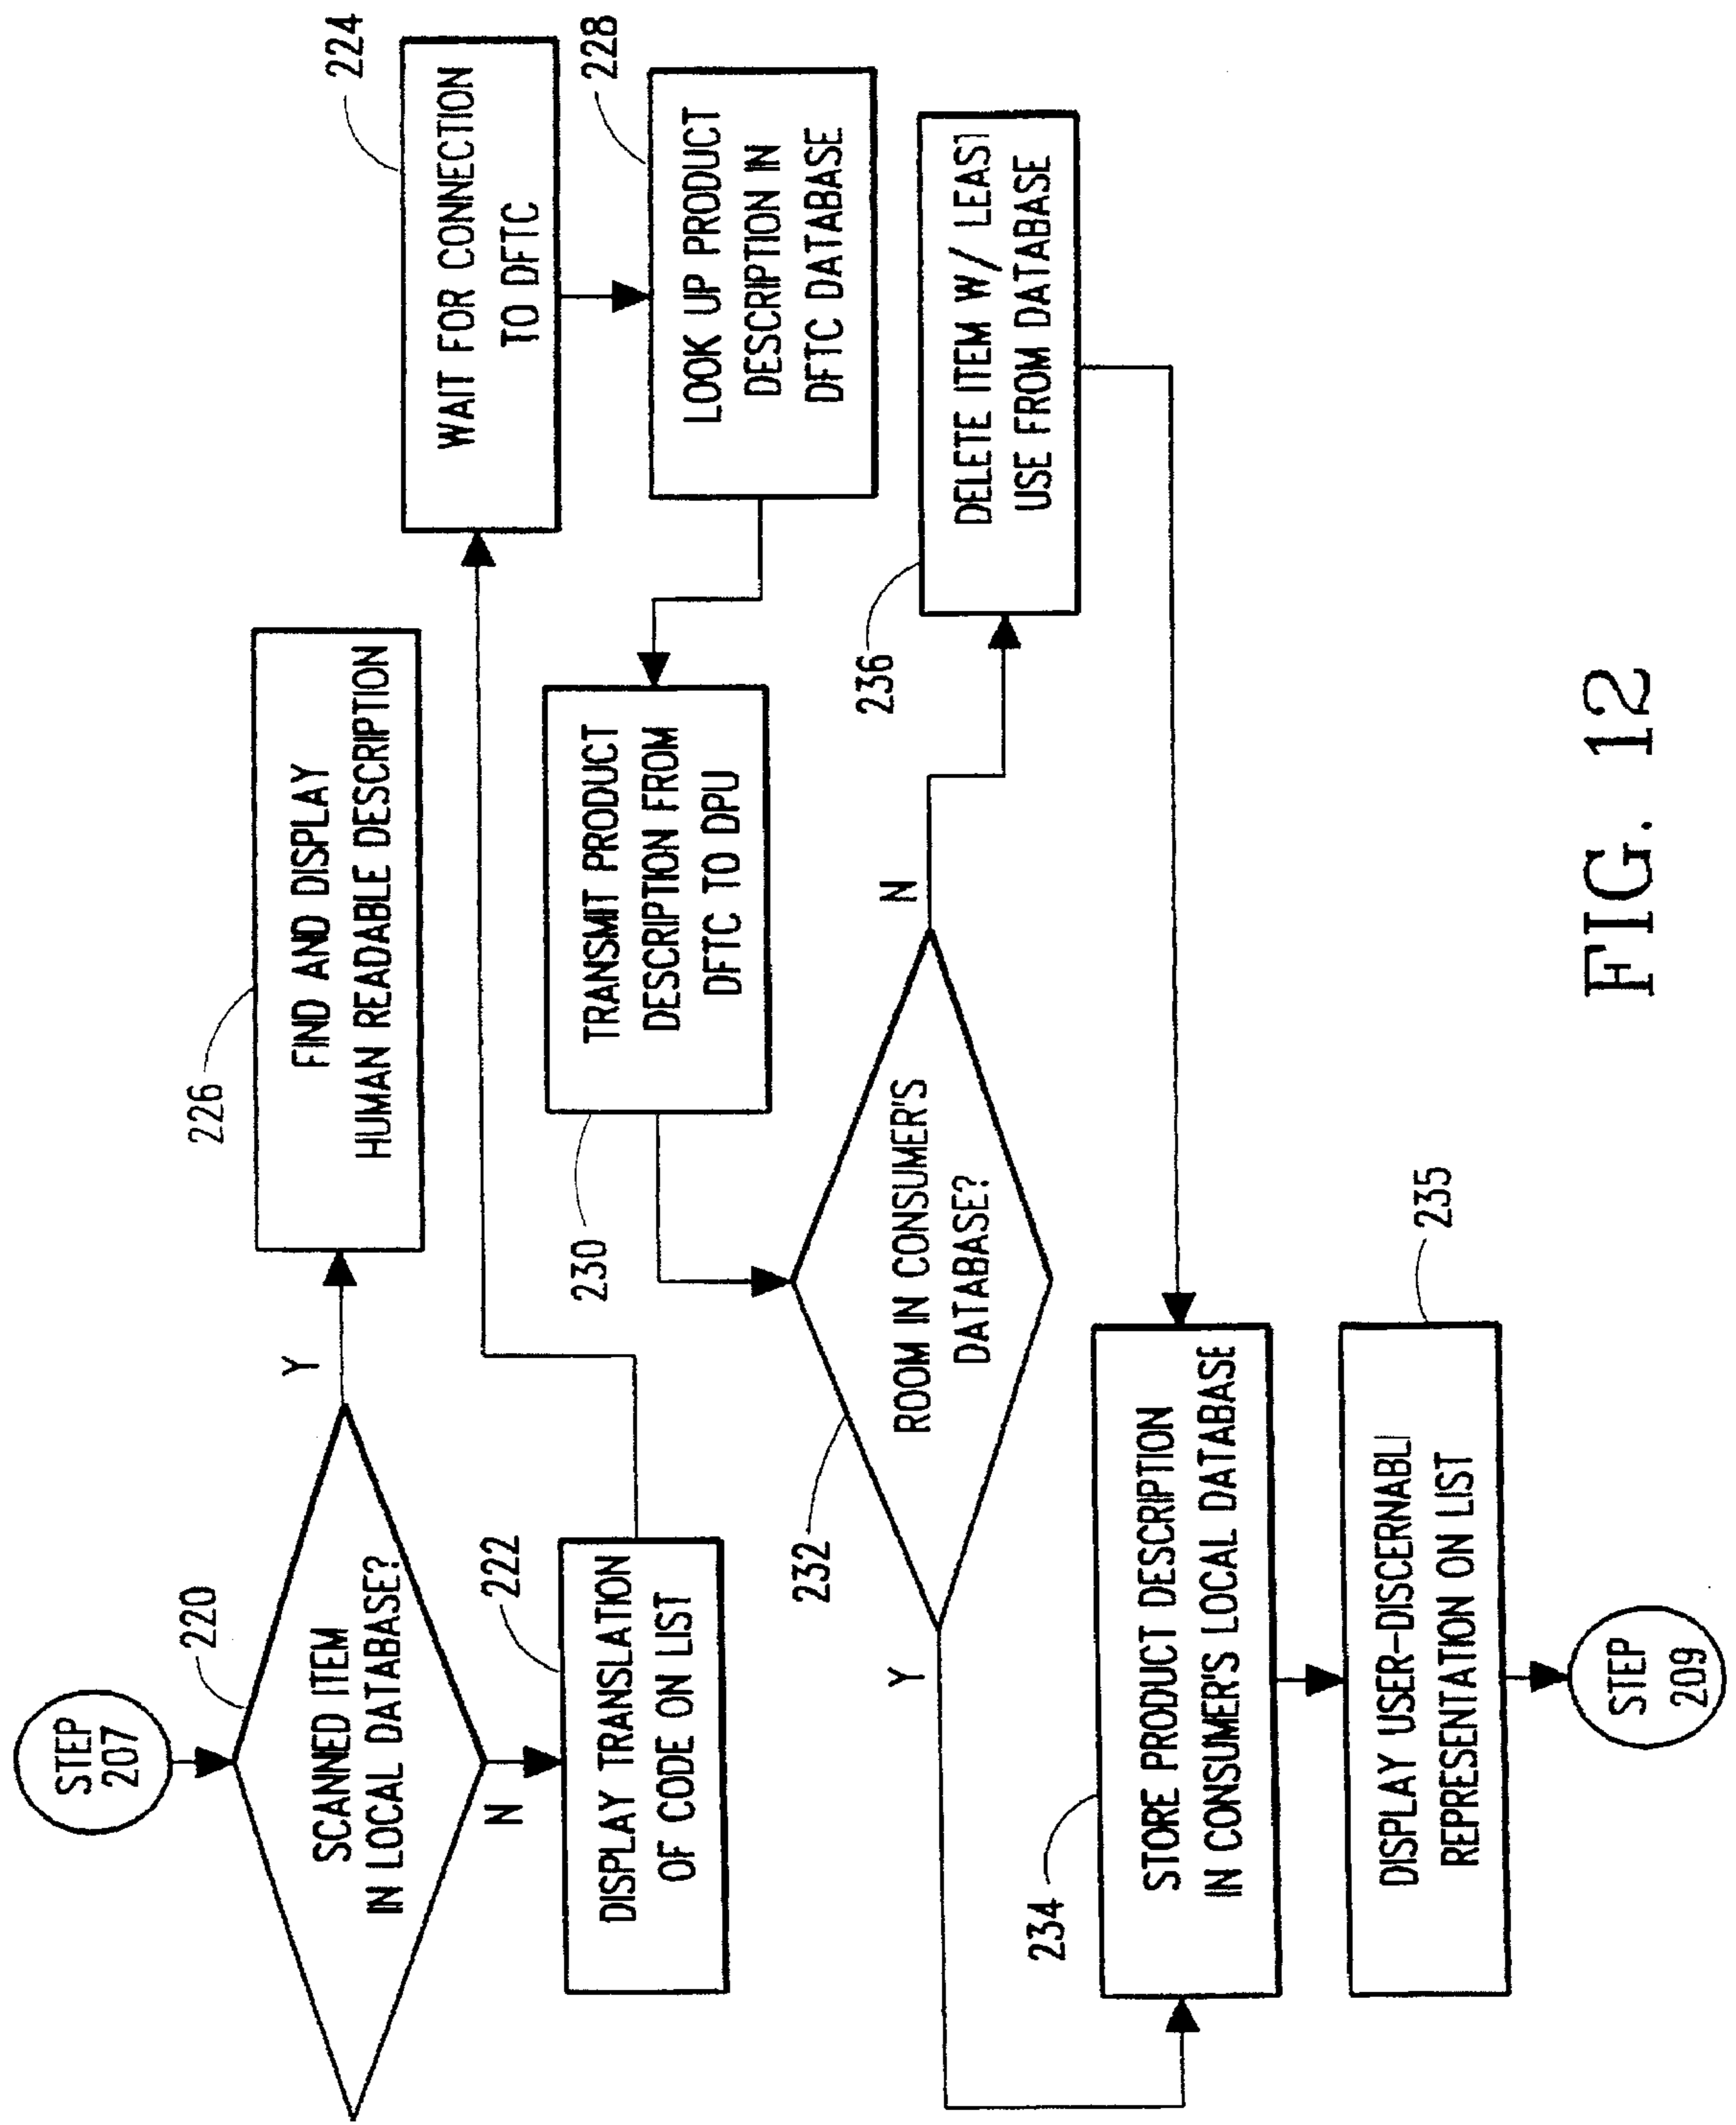 STEP
207
220
SCANNED ITEM
IN LOCAL DATABASE?
Y
N
226
FIND AND DISPLAY
HUMAN READABLE DESCRIPTION
222
DISPLAY TRANSLATION
OF CODE ON LIST
224
WAIT FOR CONNECTION
TO DFTC
228
LOOK UP PRODUCT
DESCRIPTION IN
DFTC DATABASE
230
TRANSMIT PRODUCT
DESCRIPTION FROM
DFTC TO DPU
232
ROOM IN CONSUMER'S
DATABASE?
Y
N
236
DELETE ITEM W/ LEAST
USE FROM DATABASE
234
STORE PRODUCT DESCRIPTION
IN CONSUMER'S LOCAL DATABASE
235
DISPLAY USER-DISCERNABLE
REPRESENTATION ON LIST
STEP
209
FIG. 12